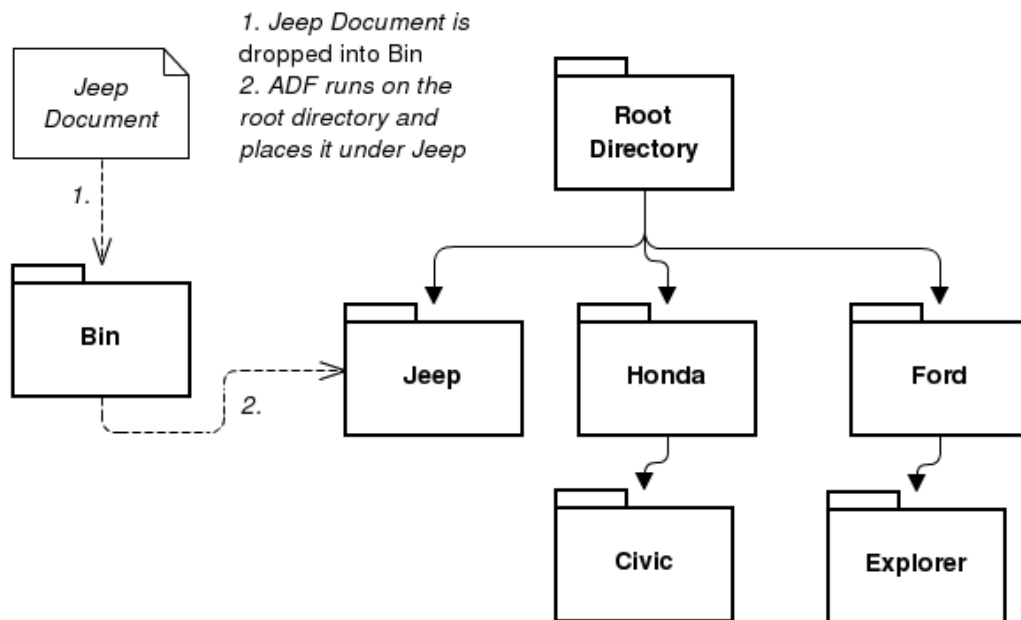 1. Jeep Document is
dropped into Bin
2. ADF runs on the
root directory and
places it under Jeep
Jeep
Document
Root
Directory
1.
Bin
Jeep
Honda
Ford
2.
Civic
Explorer